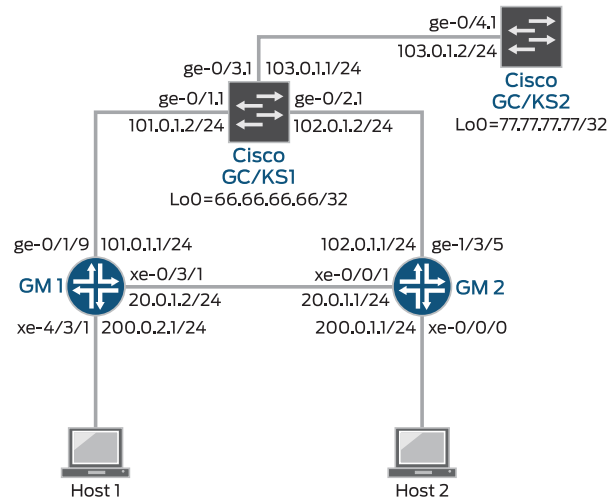 ge-0/4.1
103.0.1.2/24
Cisco
GC/KS2
Lo0=77.77.77.77/32
ge-0/3.1 103.0.1.1/24
ge-0/1.1 ge-0/2.1
101.0.1.2/24 102.0.1.2/24
Cisco
GC/KS1
Lo0=66.66.66.66/32
ge-0/1/9 101.0.1.1/24
102.0.1.1/24 ge-1/3/5
GM 1 xe-0/3/1 xe-0/0/1 GM 2
20.0.1.2/24 20.0.1.1/24
xe-4/3/1 200.0.2.1/24
200.0.1.1/24 xe-0/0/0
Host 1
Host 2